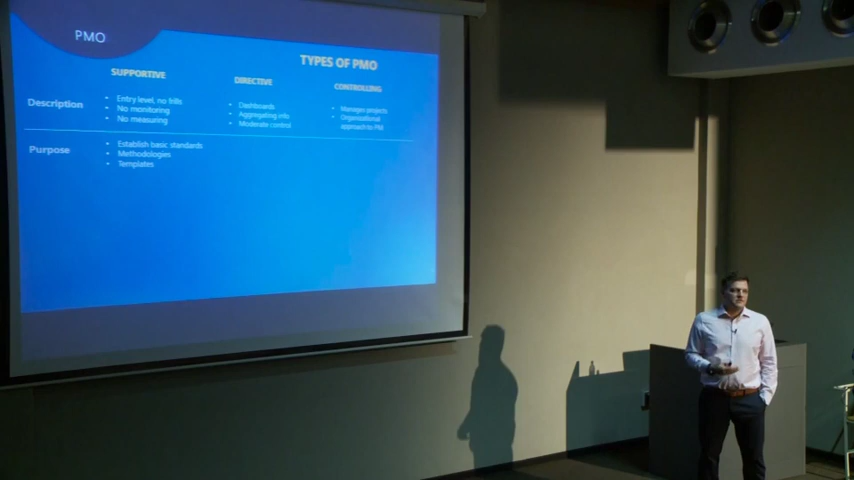 PMO
TYPES OF PMO
SUPPORTIVE
DIRECTIVE
CONTROLLING
Description
• Entry level, no frills
• No monitoring
• No measuring
• Dashboards
• Aggregating info
• Moderate control
• Manages projects
• Organizational
approach to PM
Purpose
• Establish basic standards
• Methodologies
• Templates